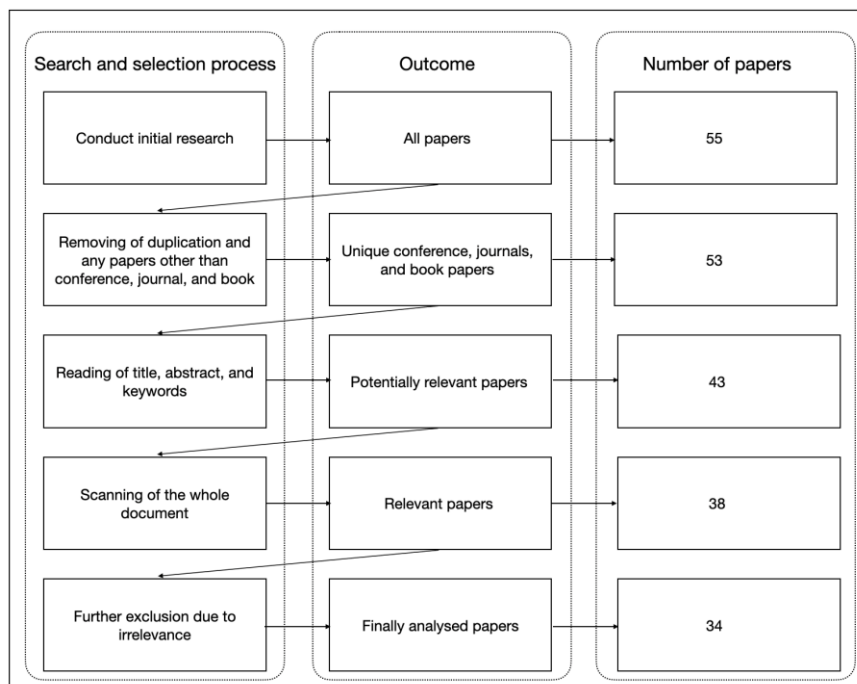 Search and selection process
Outcome
Number of papers
Conduct initial research
All papers
55
Removing of duplication and
any papers other than
conference, journal, and book
Unique conference, journals,
and book papers
53
Reading of title, abstract, and
keywords
Potentially relevant papers
43
Scanning of the whole
document
Relevant papers
38
Further exclusion due to
irrelevance
Finally analysed papers
34